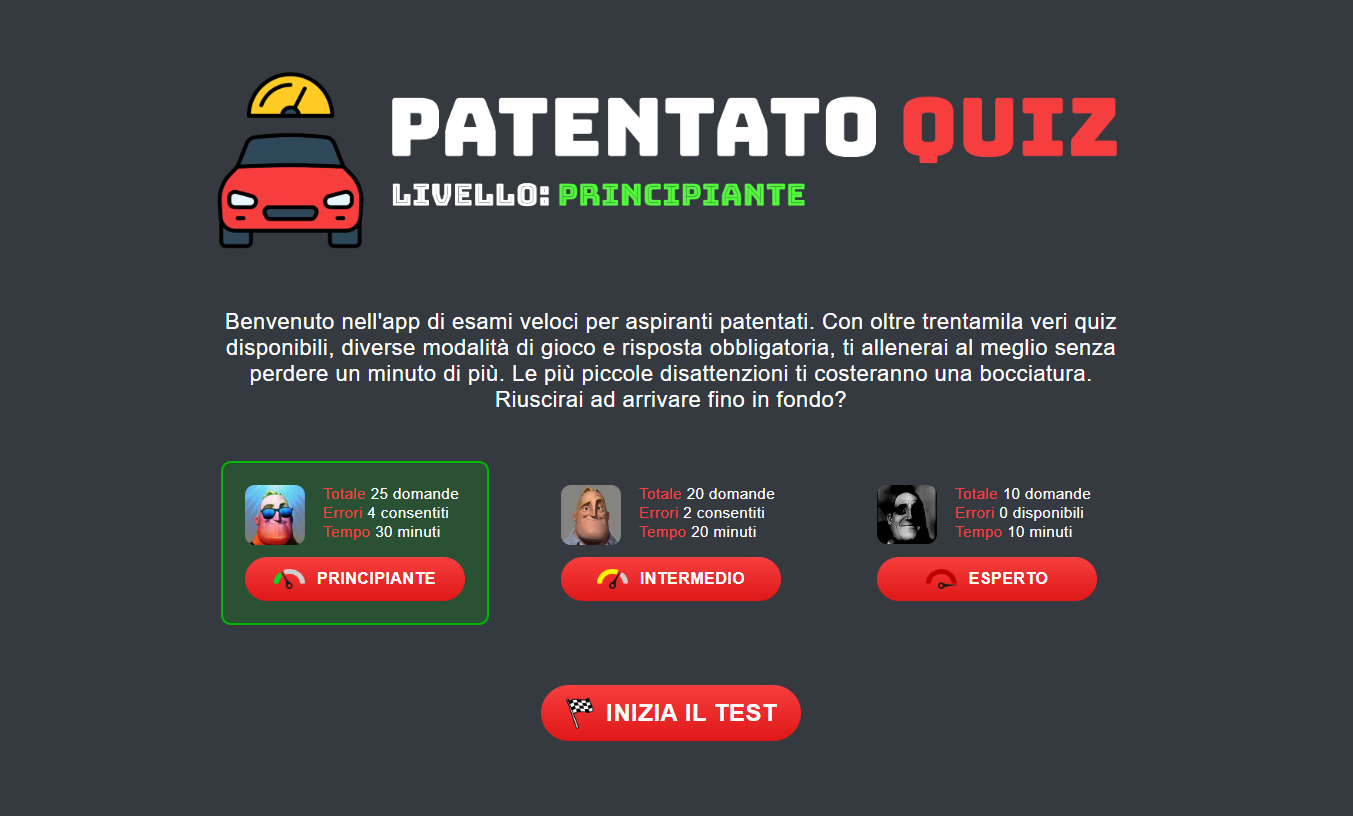 PATENTATO QUIZ
LIVELLO: PRINCIPIANTE
Benvenuto nell'app di esami veloci per aspiranti patentati. Con oltre trentamila veri quiz
disponibili, diverse modalità di gioco e risposta obbligatoria, ti allenerai al meglio senza
perdere un minuto di più. Le più piccole disattenzioni ti costeranno una bocciatura.
Riuscirai ad arrivare fino in fondo?
Totale 25 domande
Errori 4 consentiti
Tempo 30 minuti
PRINCIPIANTE
Totale 20 domande
Errori 2 consentiti
Tempo 20 minuti
INTERMEDIO
Totale 10 domande
Errori 0 disponibili
Tempo 10 minuti
ESPERTO
INIZIA IL TEST